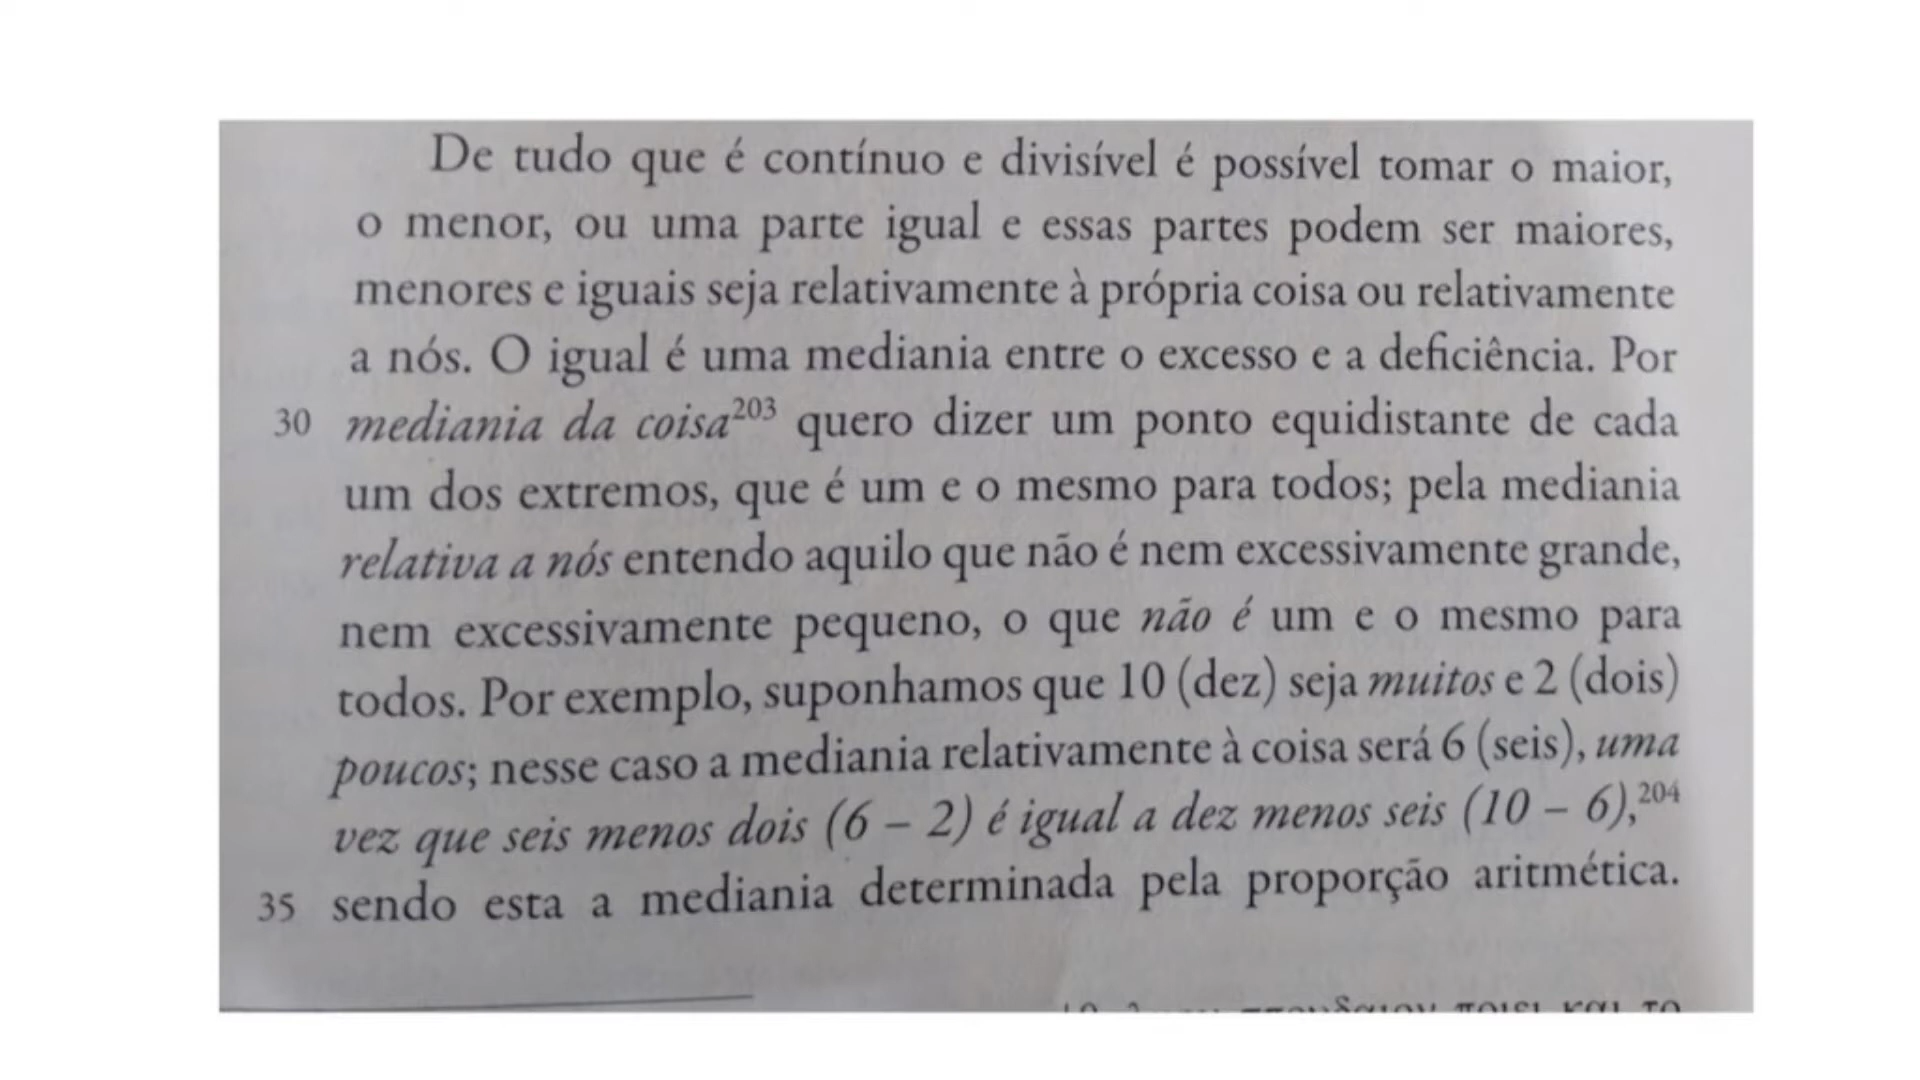 De tudo que é contínuo e divisível é possível tomar o maior,
o menor, ou uma parte igual e essas partes podem ser maiores,
menores e iguais seja relativamente à própria coisa ou relativamente
a nós. O igual é uma mediania entre o excesso e a deficiência. Por
30 mediania da coisa²⁰³ quero dizer um ponto equidistante de cada
um dos extremos, que é um e o mesmo para todos; pela mediania
relativa a nós entendo aquilo que não é nem excessivamente grande,
nem excessivamente pequeno, o que não é um e o mesmo para
todos. Por exemplo, suponhamos que 10 (dez) seja muitos e 2 (dois)
poucos; nesse caso a mediania relativamente à coisa será 6 (seis), uma
vez que seis menos dois (6 – 2) é igual a dez menos seis (10 – 6),²⁰⁴
35 sendo esta a mediania determinada pela proporção aritmética.